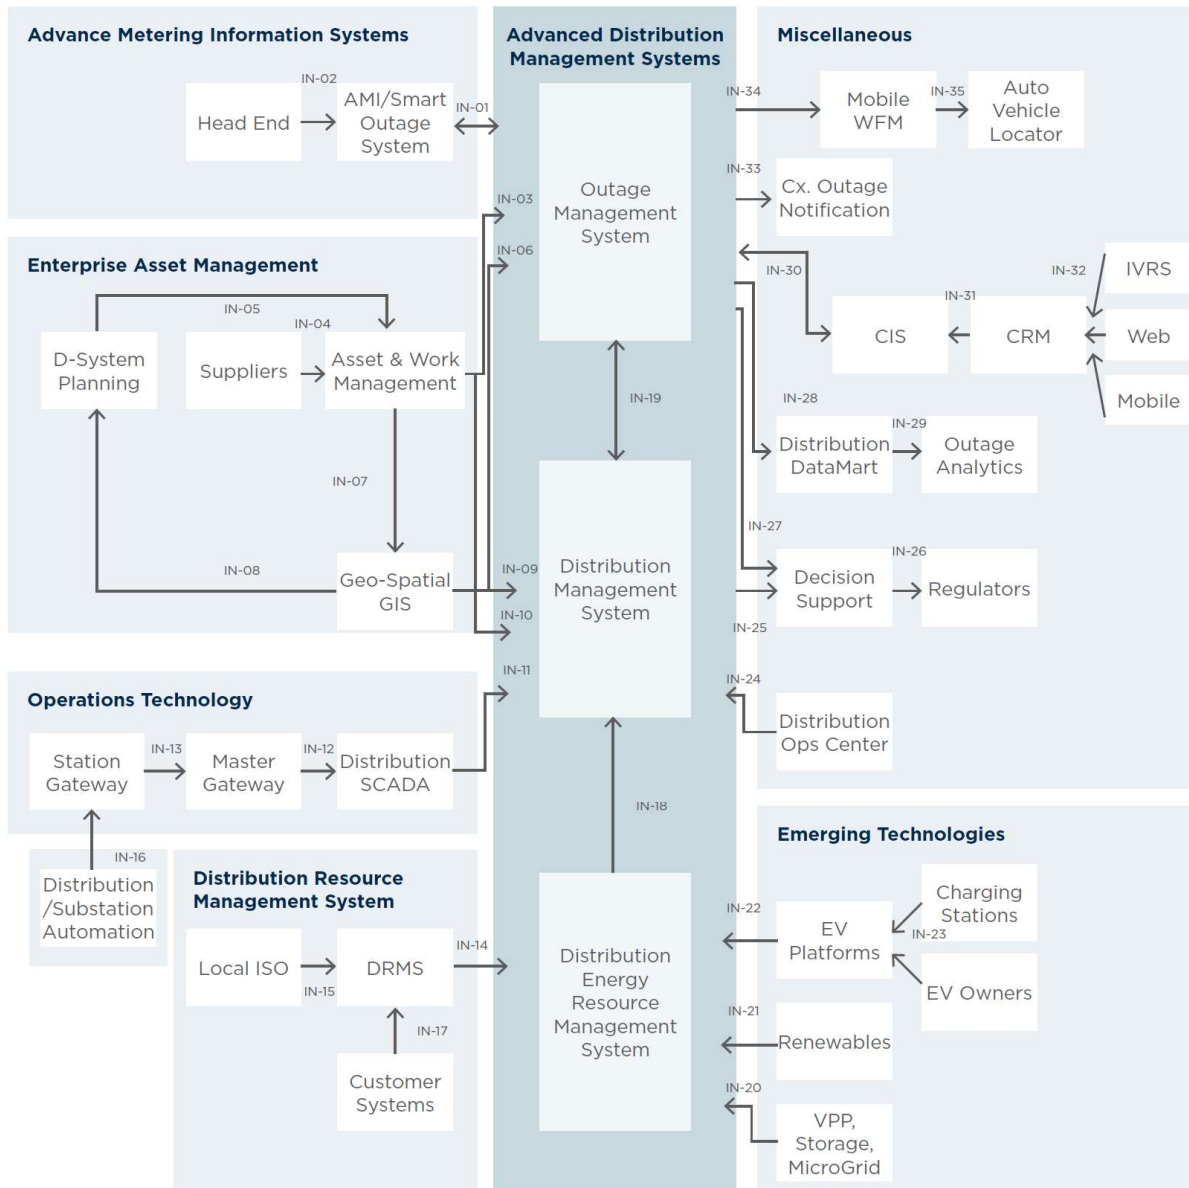 Advance Metering Information Systems
IN-02
Head End
AMI/Smart
Outage
System
IN-01
Enterprise Asset Management
IN-05
IN-04
D-System
Planning
Suppliers
Asset & Work
Management
IN-03
IN-06
IN-07
IN-08
Geo-Spatial
GIS
IN-09
IN-10
Operations Technology
IN-11
IN-13
IN-12
Station
Gateway
Master
Gateway
Distribution
SCADA
IN-16
Distribution
/Substation
Automation
Distribution Resource
Management System
Local ISO
IN-15
DRMS
IN-14
IN-17
Customer
Systems
Advanced Distribution
Management Systems
Outage
Management
System
IN-19
Distribution
Management
System
IN-18
Distribution
Energy
Resource
Management
System
Miscellaneous
IN-34
Mobile
WFM
IN-35
Auto
Vehicle
Locator
IN-33
Cx. Outage
Notification
IN-30
CIS
IN-31
CRM
IN-32
IVRS
Web
Mobile
IN-28
Distribution
DataMart
IN-29
Outage
Analytics
IN-27
Decision
Support
IN-26
Regulators
IN-25
IN-24
Distribution
Ops Center
Emerging Technologies
IN-22
EV
Platforms
IN-23
Charging
Stations
EV Owners
IN-21
Renewables
IN-20
VPP,
Storage,
MicroGrid